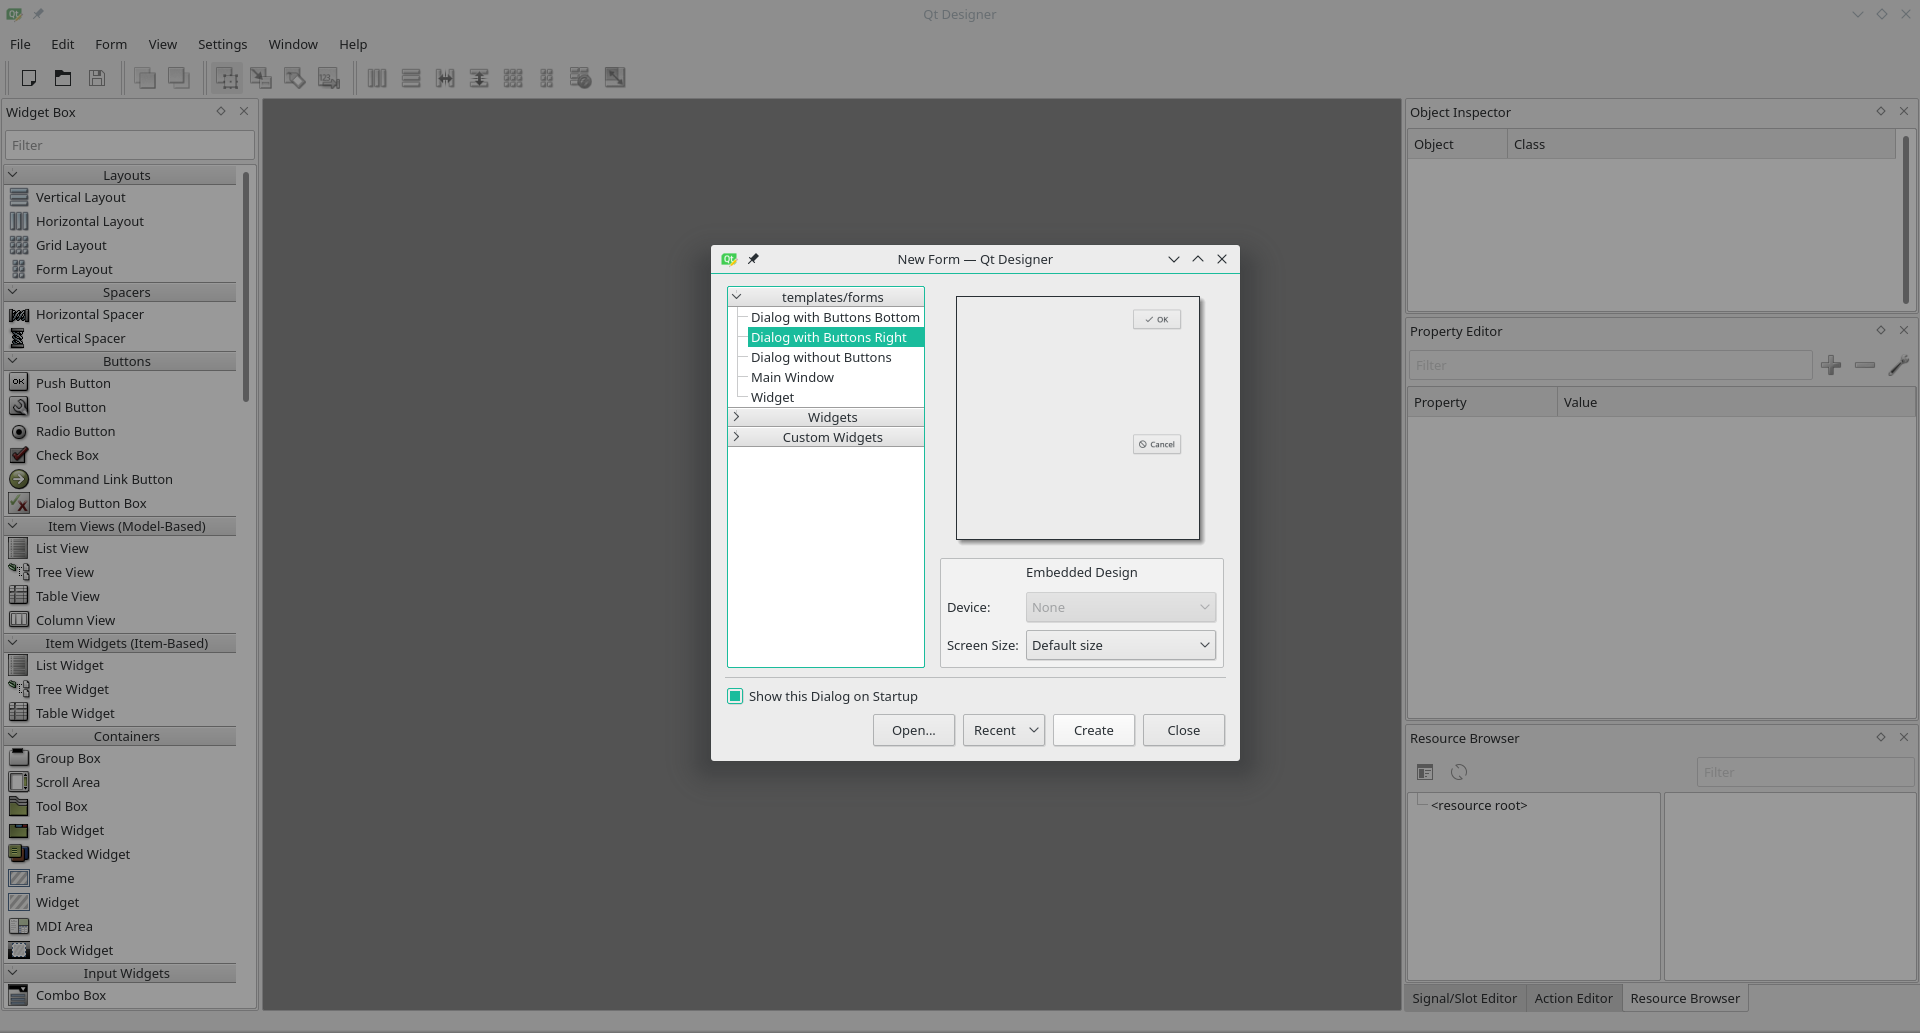 Qt Designer
File Edit Form View Settings Window Help
Widget Box
Filter
Layouts
Vertical Layout
Horizontal Layout
Grid Layout
Form Layout
Spacers
Horizontal Spacer
Vertical Spacer
Buttons
OK Push Button
Tool Button
Radio Button
Check Box
Command Link Button
Dialog Button Box
Item Views (Model-Based)
List View
Tree View
Table View
Column View
Item Widgets (Item-Based)
List Widget
Tree Widget
Table Widget
Containers
Group Box
Scroll Area
Tool Box
Tab Widget
Stacked Widget
Frame
Widget
MDI Area
Dock Widget
Input Widgets
Combo Box
New Form — Qt Designer
templates/forms
Dialog with Buttons Bottom
Dialog with Buttons Right
Dialog without Buttons
Main Window
Widget
Widgets
Custom Widgets
OK
Cancel
Embedded Design
Device: None
Screen Size: Default size
Show this Dialog on Startup
Open... Recent Create Close
Object Inspector
Object Class
Property Editor
Filter
Property Value
Resource Browser
Filter
<resource root>
Signal/Slot Editor Action Editor Resource Browser